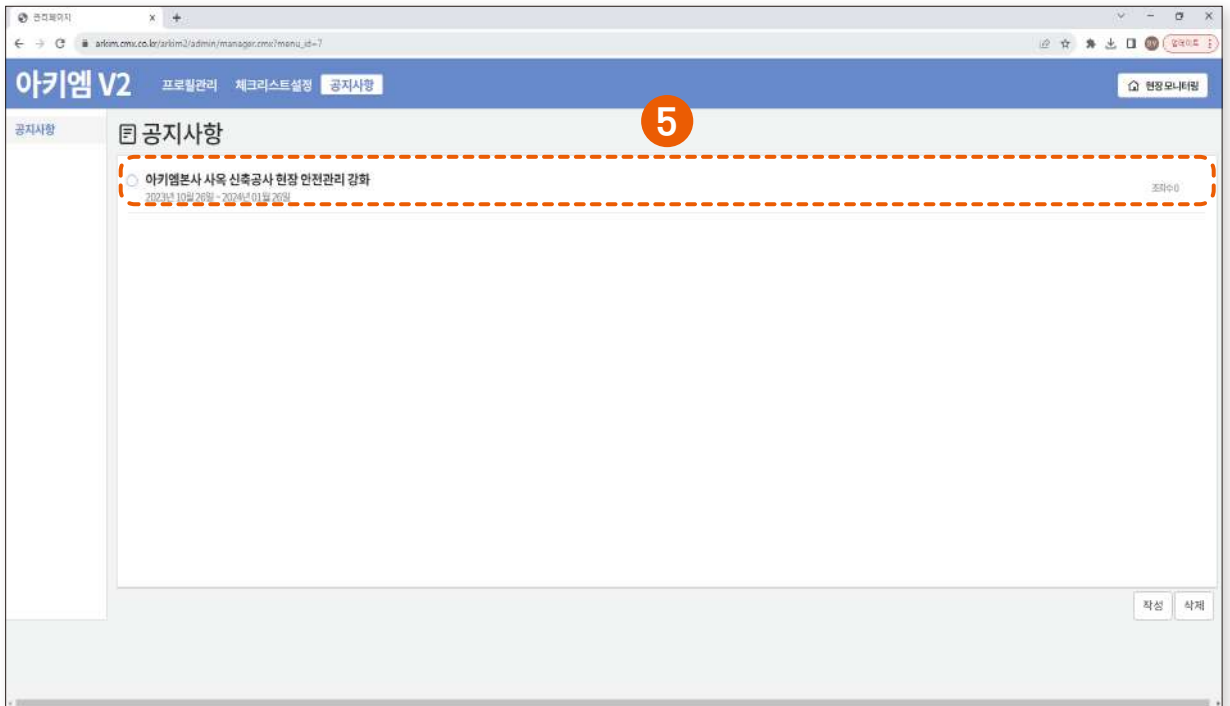 관리페이지
arkim.cmx.co.kr/arkim2/admin/manager.cmx?menu_id=7
업데이트
아키엠 V2 프로필관리 체크리스트설정 공지사항 현장모니터링
공지사항
공지사항
5
아키엠본사 사옥 신축공사 현장 안전관리 강화
2023년 10월 26일 ~ 2024년 01월 26일
조회수 0
작성 삭제